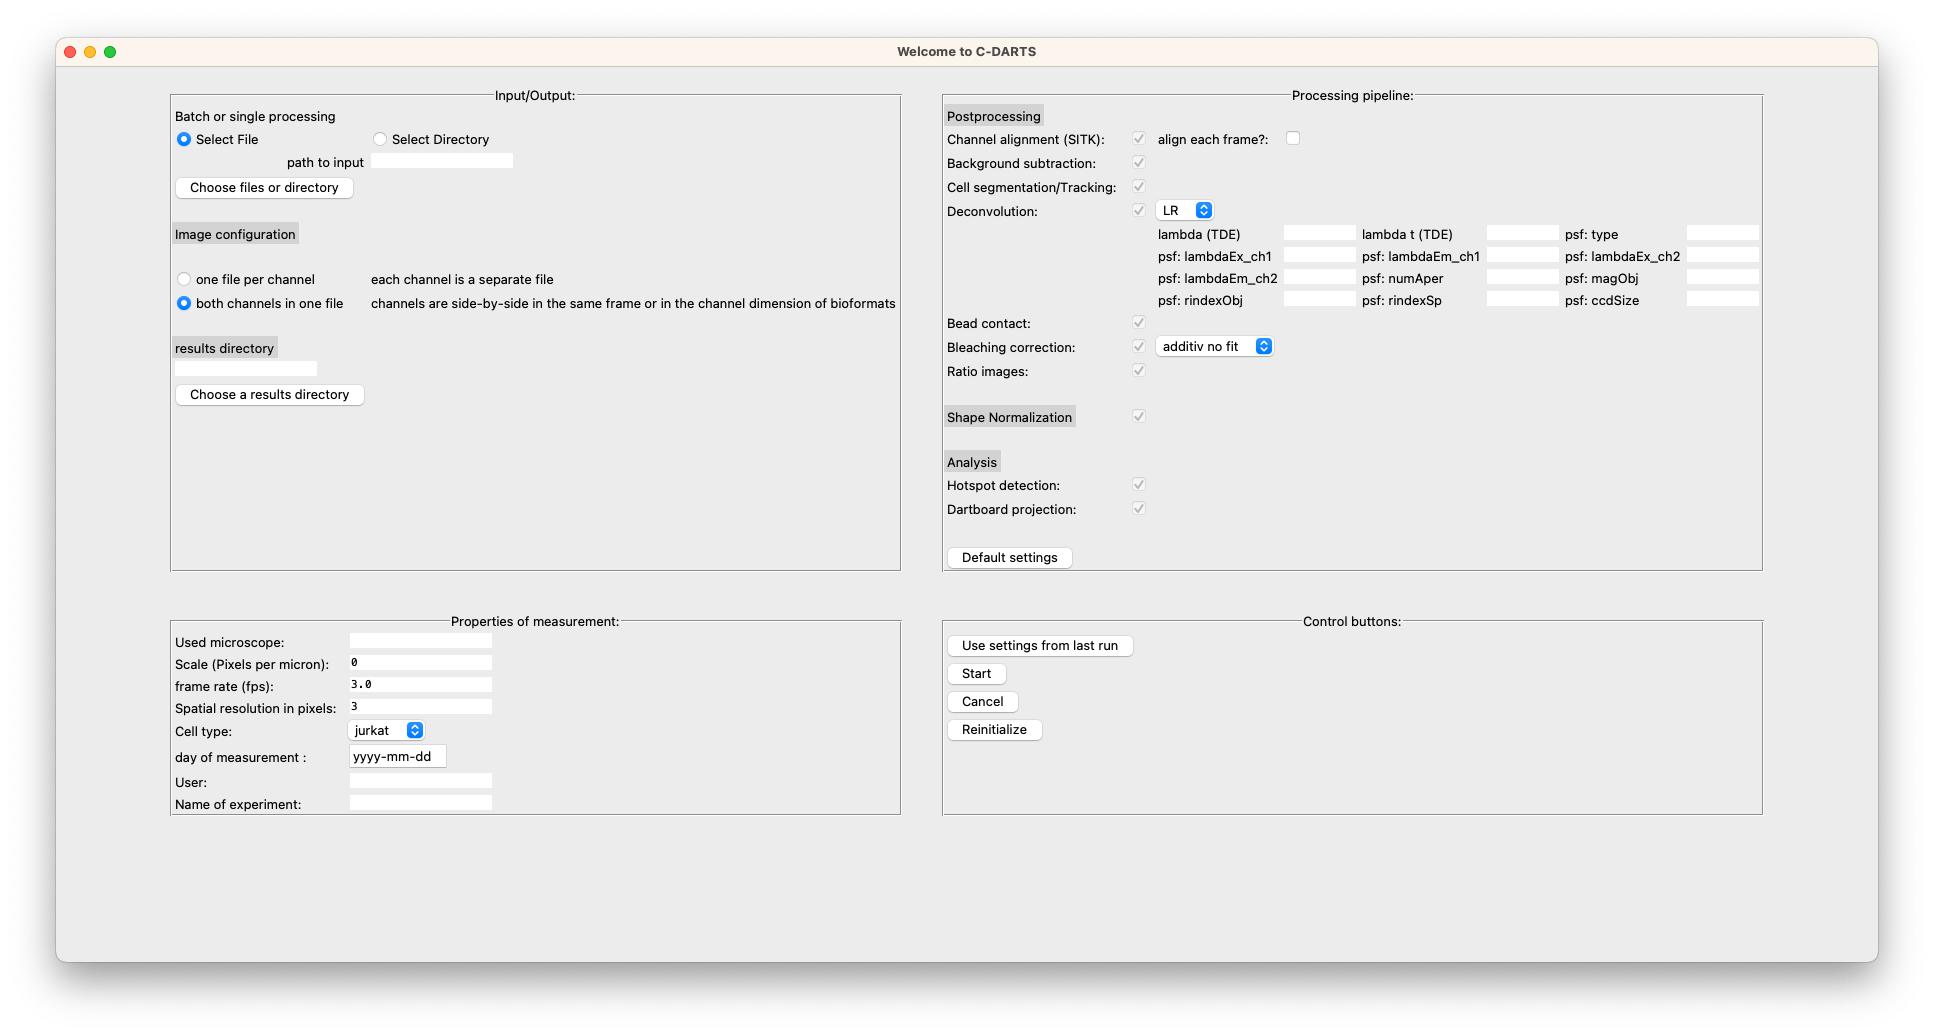 Welcome to C-DARTS
Input/Output:
Batch or single processing
Select File Select Directory
path to input
Choose files or directory
Image configuration
one file per channel each channel is a separate file
both channels in one file channels are side-by-side in the same frame or in the channel dimension of bioformats
results directory
Choose a results directory
Processing pipeline:
Postprocessing
Channel alignment (SITK): align each frame?:
Background subtraction:
Cell segmentation/Tracking:
Deconvolution: LR
lambda (TDE) lambda t (TDE) psf: type
psf: lambdaEx_ch1 psf: lambdaEm_ch1 psf: lambdaEx_ch2
psf: lambdaEm_ch2 psf: numAper psf: magObj
psf: rindexObj psf: rindexSp psf: ccdSize
Bead contact:
Bleaching correction: additiv no fit
Ratio images:
Shape Normalization
Analysis
Hotspot detection:
Dartboard projection:
Default settings
Properties of measurement:
Used microscope:
Scale (Pixels per micron): 0
frame rate (fps): 3.0
Spatial resolution in pixels: 3
Cell type: jurkat
day of measurement : yyyy-mm-dd
User:
Name of experiment:
Control buttons:
Use settings from last run
Start
Cancel
Reinitialize